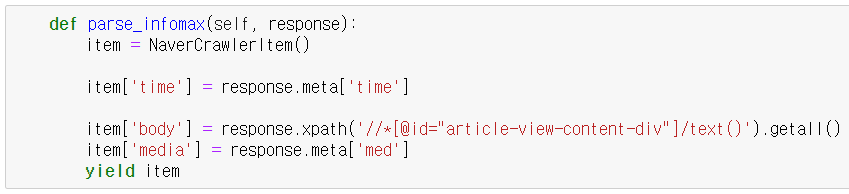 def parse_infomax(self, response):
    item = NaverCrawlerItem()

    item['time'] = response.meta['time']

    item['body'] = response.xpath('//*[@id="article-view-content-div"]/text()').getall()
    item['media'] = response.meta['med']
    yield item